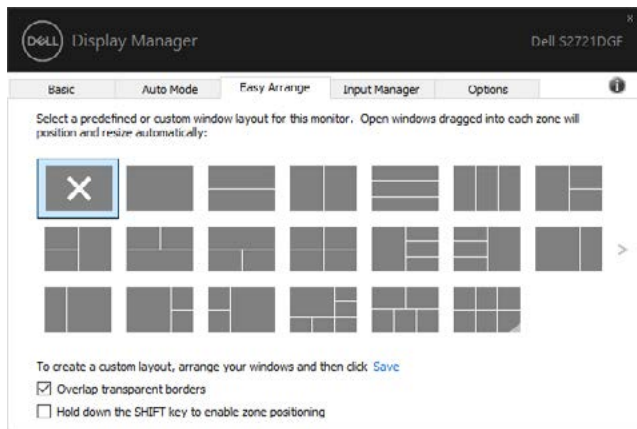 DELL Display Manager
Dell S2721DGF
Basic Auto Mode Easy Arrange Input Manager Options
Select a predefined or custom window layout for this monitor. Open windows dragged into each zone will
position and resize automatically:
To create a custom layout, arrange your windows and then click Save
Overlap transparent borders
Hold down the SHIFT key to enable zone positioning